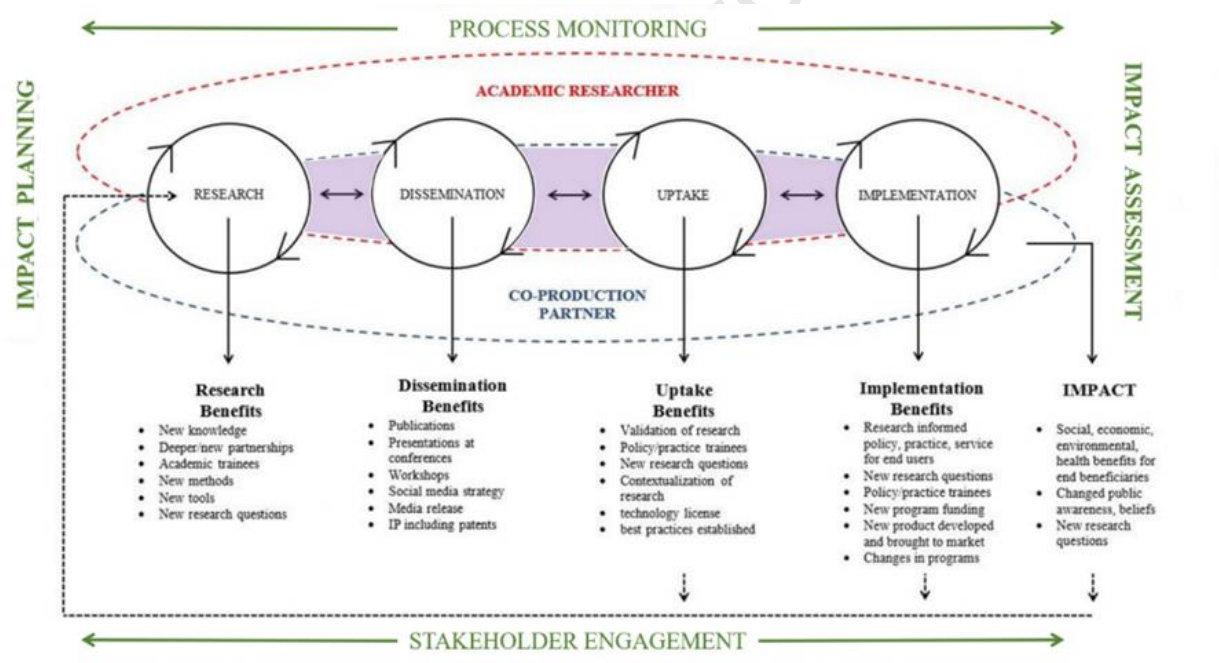 PROCESS MONITORING
IMPACT PLANNING
ACADEMIC RESEARCHER
IMPACT ASSESSMENT
RESEARCH
DISSEMINATION
UPTAKE
IMPLEMENTATION
CO-PRODUCTION
PARTNER
Research
Benefits
• New knowledge
• Deeper/new partnerships
• Academic trainees
• New methods
• New tools
• New research questions
Dissemination
Benefits
• Publications
• Presentations at
conferences
• Workshops
• Social media strategy
• Media release
• IP including patents
Uptake
Benefits
• Validation of research
• Policy/practice trainees
• New research questions
• Contextualization of
research
• technology license
• best practices established
Implementation
Benefits
• Research informed
policy, practice, service
for end users
• New research questions
• Policy/practice trainees
• New program funding
• New product developed
and brought to market
• Changes in programs
IMPACT
• Social, economic,
environmental,
health benefits for
end beneficiaries
• Changed public
awareness, beliefs
• New research
questions
STAKEHOLDER ENGAGEMENT